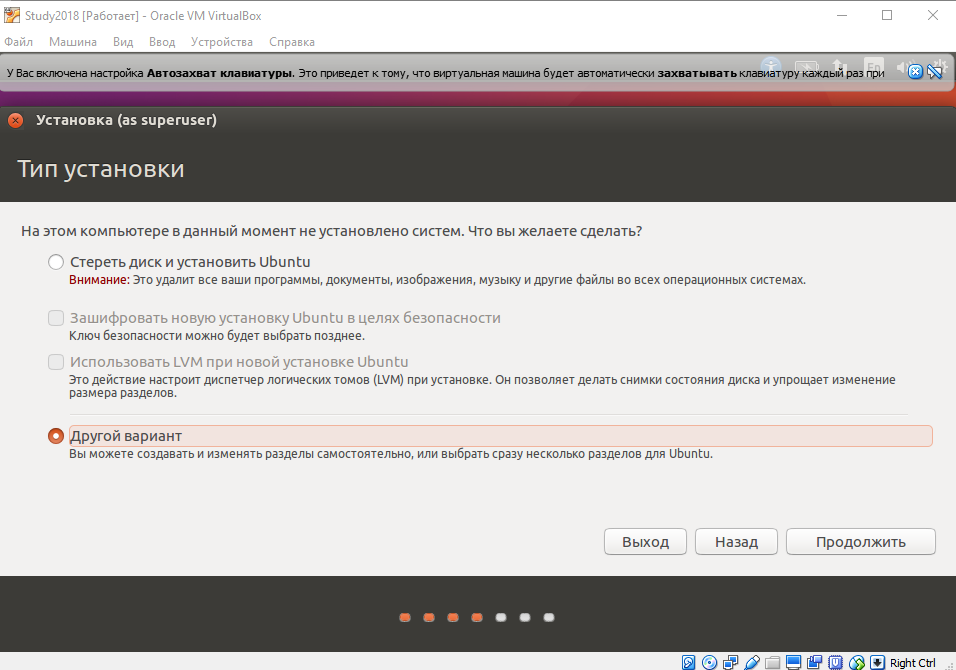 Study2018 [Работает] - Oracle VM VirtualBox
Файл Машина Вид Ввод Устройства Справка
У Вас включена настройка Автозахват клавиатуры. Это приведет к тому, что виртуальная машина будет автоматически захватывать клавиатуру каждый раз при
En
Установка (as superuser)
Тип установки
На этом компьютере в данный момент не установлено систем. Что вы желаете сделать?
Стереть диск и установить Ubuntu
Внимание: Это удалит все ваши программы, документы, изображения, музыку и другие файлы во всех операционных системах.
Зашифровать новую установку Ubuntu в целях безопасности
Ключ безопасности можно будет выбрать позднее.
Использовать LVM при новой установке Ubuntu
Это действие настроит диспетчер логических томов (LVM) при установке. Он позволяет делать снимки состояния диска и упрощает изменение
размера разделов.
Другой вариант
Вы можете создавать и изменять разделы самостоятельно, или выбрать сразу несколько разделов для Ubuntu.
Выход Назад Продолжить
Right Ctrl